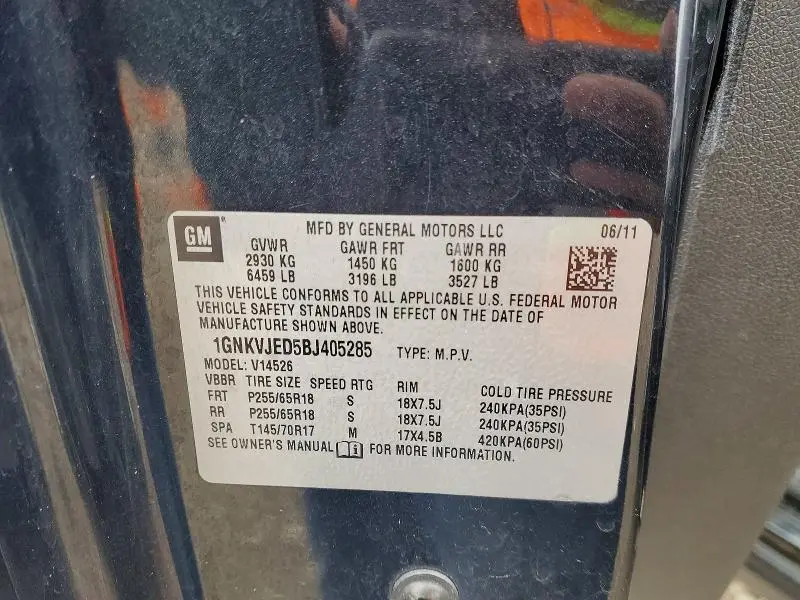 GM ®
MFD BY GENERAL MOTORS LLC 06/11
GVWR GAWR FRT GAWR RR
2930 KG 1450 KG 1600 KG
6459 LB 3196 LB 3527 LB
THIS VEHICLE CONFORMS TO ALL APPLICABLE U.S. FEDERAL MOTOR
VEHICLE SAFETY STANDARDS IN EFFECT ON THE DATE OF
MANUFACTURE SHOWN ABOVE.
1GNKVJED5BJ405285 TYPE: M.P.V.
MODEL: V14526
VBBR TIRE SIZE SPEED RTG RIM COLD TIRE PRESSURE
FRT P255/65R18 S 18X7.5J 240KPA(35PSI)
RR P255/65R18 S 18X7.5J 240KPA(35PSI)
SPA T145/70R17 M 17X4.5B 420KPA(60PSI)
SEE OWNER'S MANUAL FOR MORE INFORMATION.